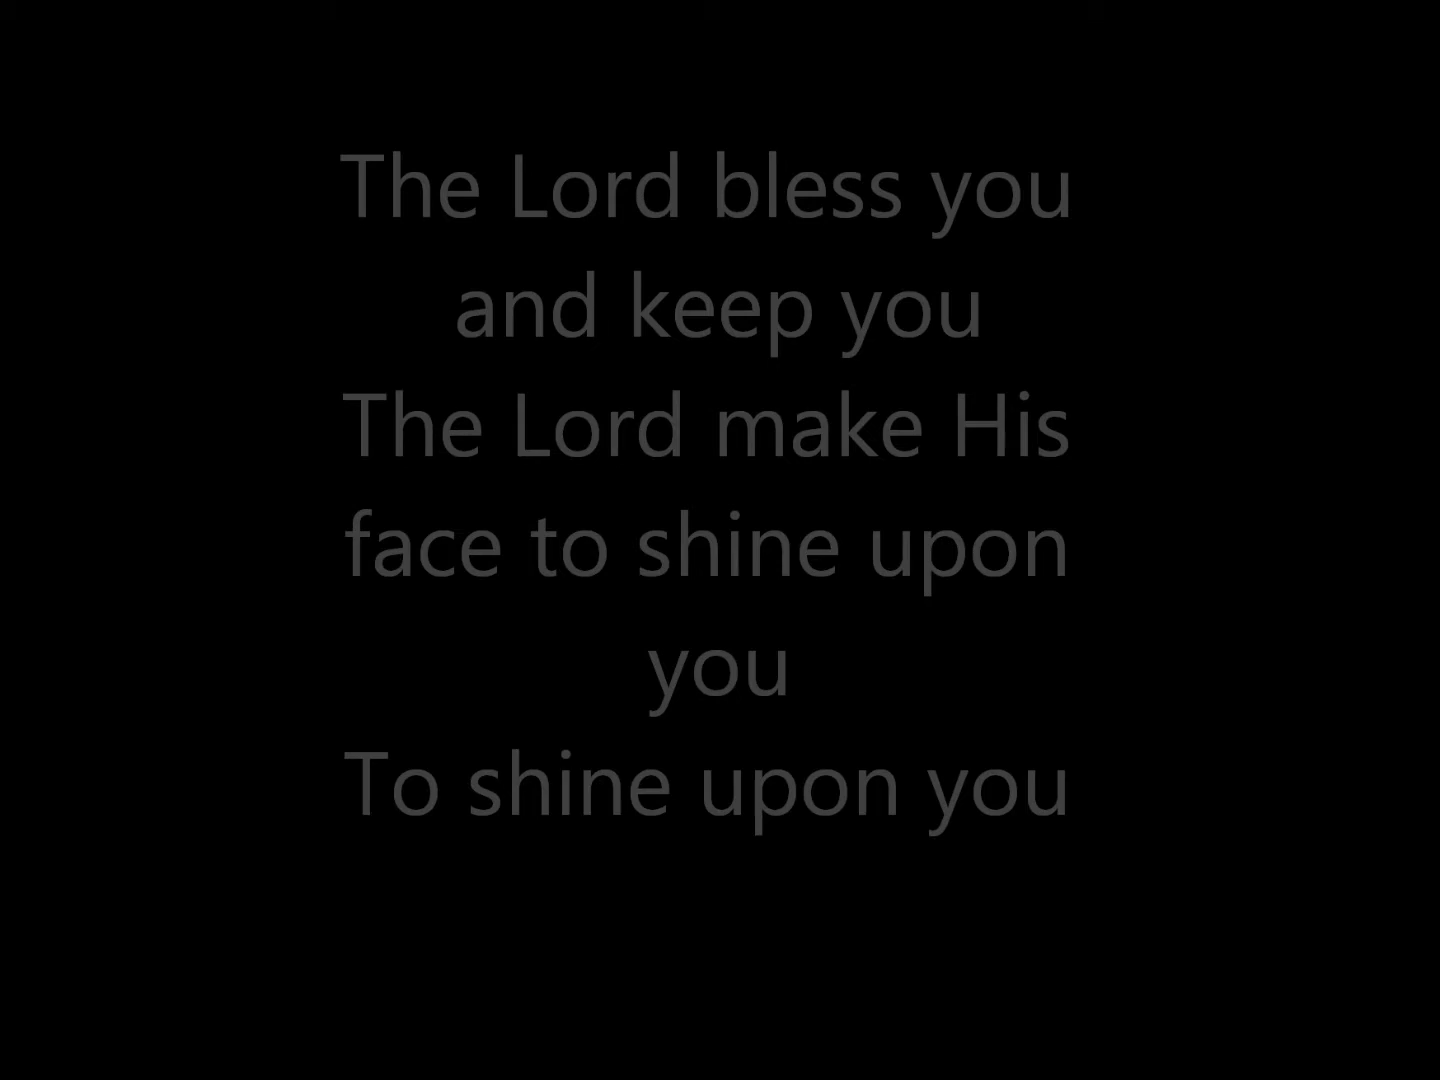 The Lord bless you
and keep you
The Lord make His
face to shine upon
you
To shine upon you